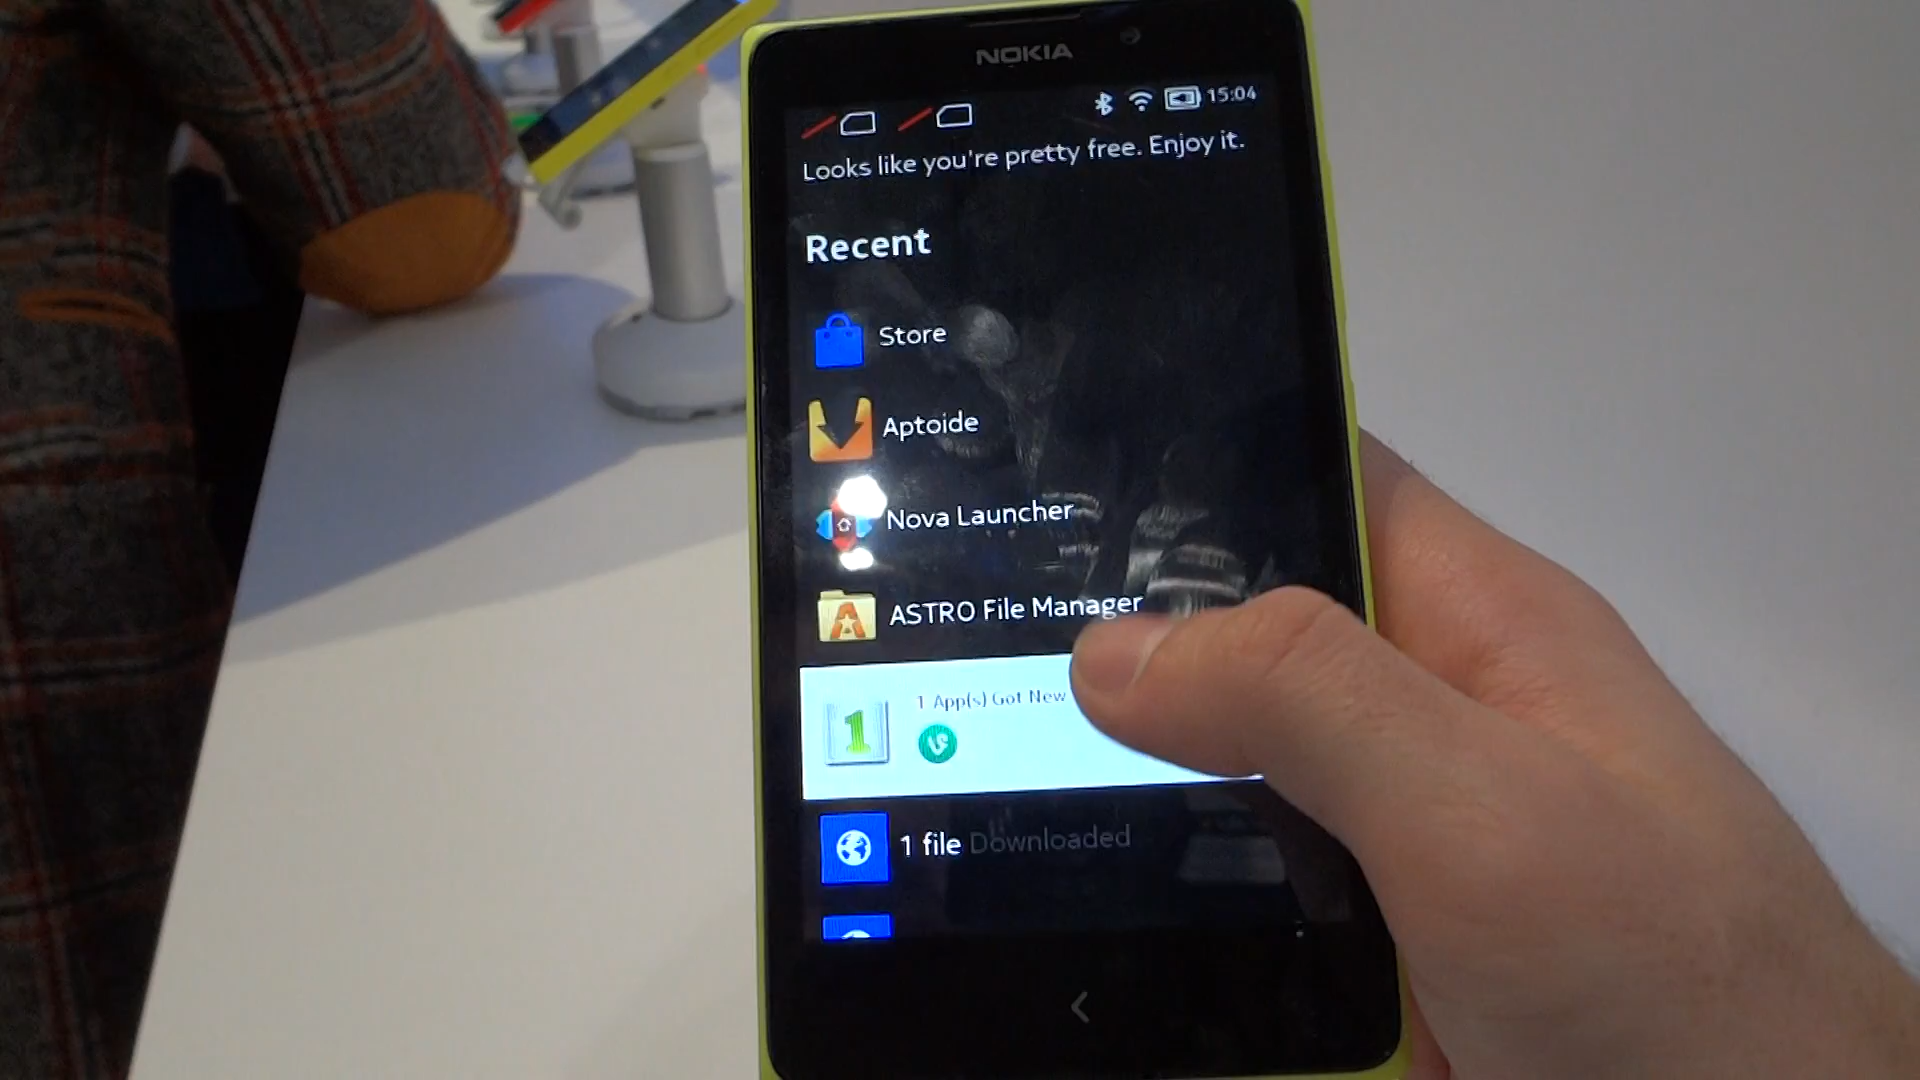 NOKIA
15:04
Looks like you're pretty free. Enjoy it.
Recent
Store
Aptoide
Nova Launcher
ASTRO File Manager
1 App(s) Got New
1
1 file Downloaded